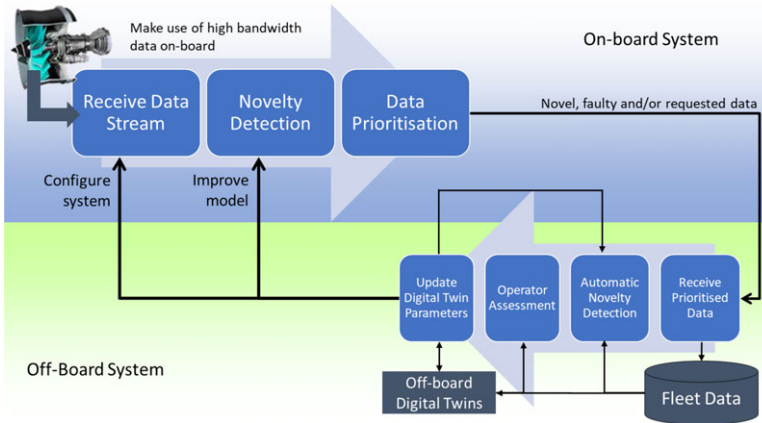 Make use of high bandwidth
data on-board
On-board System
Receive Data
Stream
Novelty
Detection
Data
Prioritisation
Novel, faulty and/or requested data
Configure
system
Improve
model
Update
Digital Twin
Parameters
Operator
Assessment
Automatic
Novelty
Detection
Receive
Prioritised
Data
Off-Board System
Off-board
Digital Twins
Fleet Data